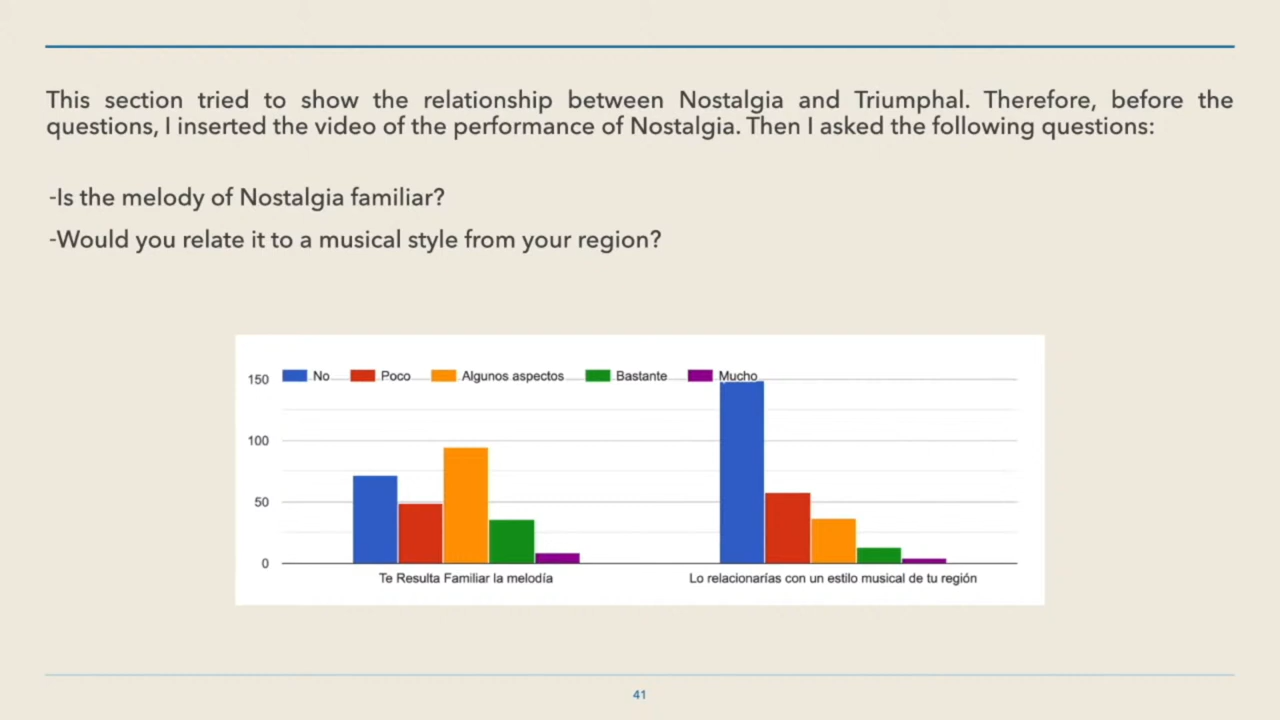 This section tried to show the relationship between Nostalgia and Triumphal. Therefore, before the
questions, I inserted the video of the performance of Nostalgia. Then I asked the following questions:
-Is the melody of Nostalgia familiar?
-Would you relate it to a musical style from your region?
No Poco Algunos aspectos Bastante Mucho
150
100
50
0
Te Resulta Familiar la melodía Lo relacionarías con un estilo musical de tu región
41